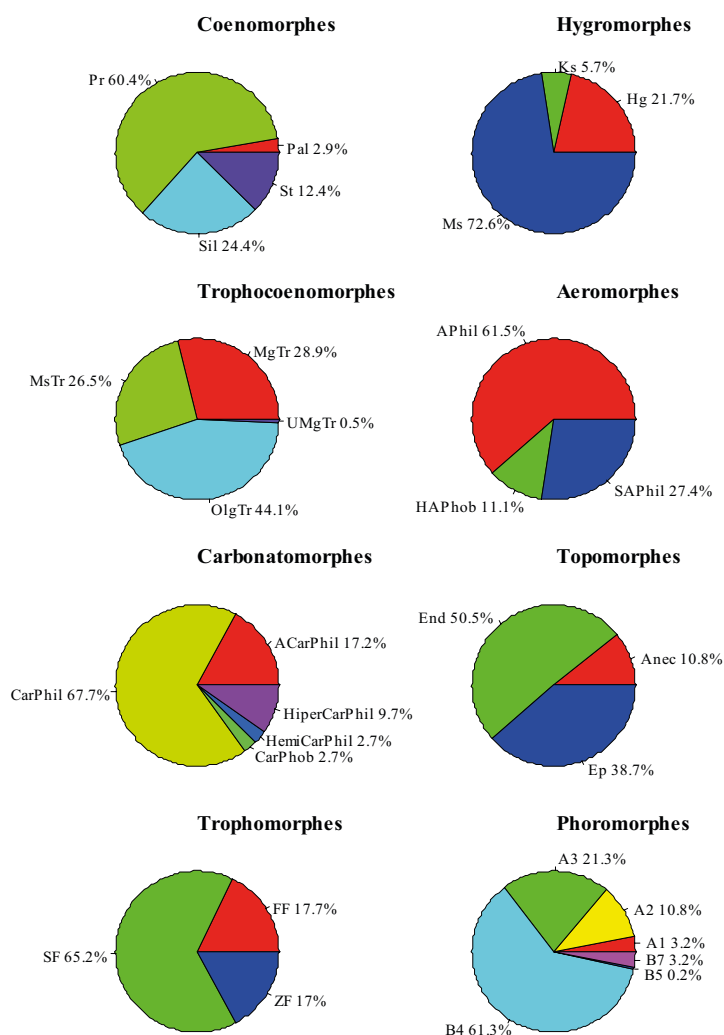 Coenomorphes
Pr 60.4%
Pal 2.9%
St 12.4%
Sil 24.4%
Hygromorphes
Ks 5.7%
Hg 21.7%
Ms 72.6%
Trophocoenomorphes
MgTr 28.9%
MsTr 26.5%
UMgTr 0.5%
OlgTr 44.1%
Aeromorphes
APhil 61.5%
SAPhil 27.4%
HAPhob 11.1%
Carbonatomorphes
ACarPhil 17.2%
CarPhil 67.7%
HiperCarPhil 9.7%
HemiCarPhil 2.7%
CarPhob 2.7%
Topomorphes
End 50.5%
Anec 10.8%
Ep 38.7%
Trophomorphes
FF 17.7%
SF 65.2%
ZF 17%
Phoromorphes
A3 21.3%
A2 10.8%
A1 3.2%
B7 3.2%
B5 0.2%
B4 61.3%